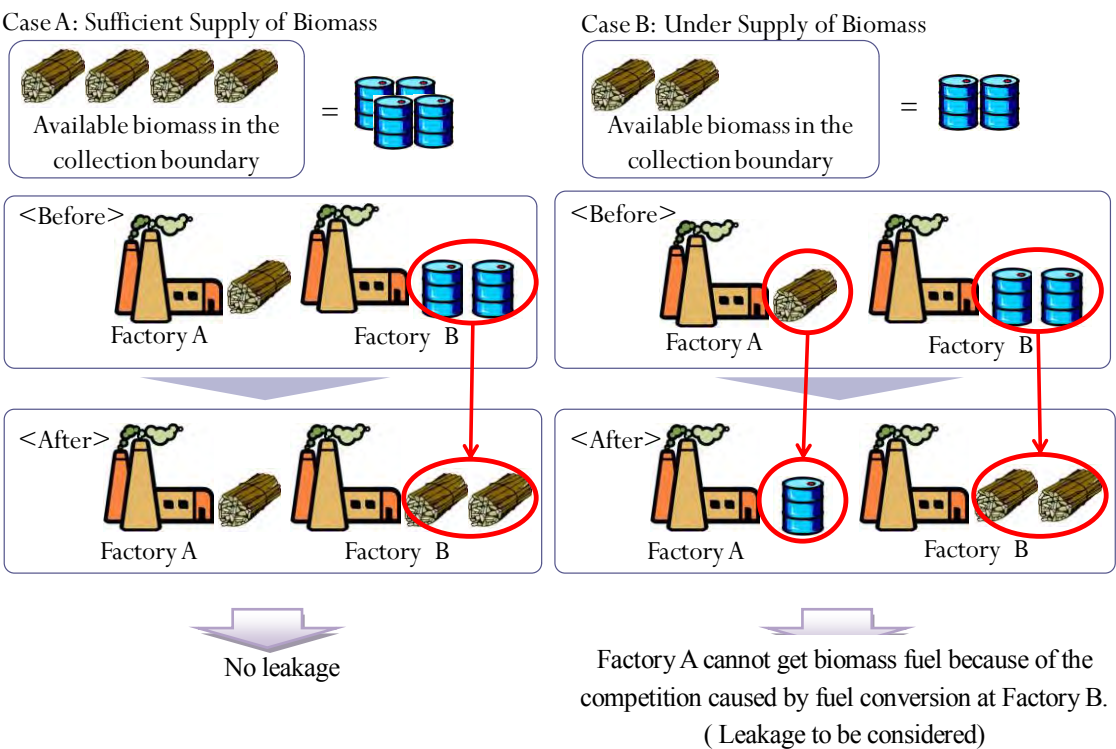 Case A: Sufficient Supply of Biomass
Available biomass in the
collection boundary
=
<Before>
Factory A
Factory B
<After>
Factory A
Factory B
No leakage
Case B: Under Supply of Biomass
Available biomass in the
collection boundary
=
<Before>
Factory A
Factory B
<After>
Factory A
Factory B
Factory A cannot get biomass fuel because of the
competition caused by fuel conversion at Factory B.
( Leakage to be considered)